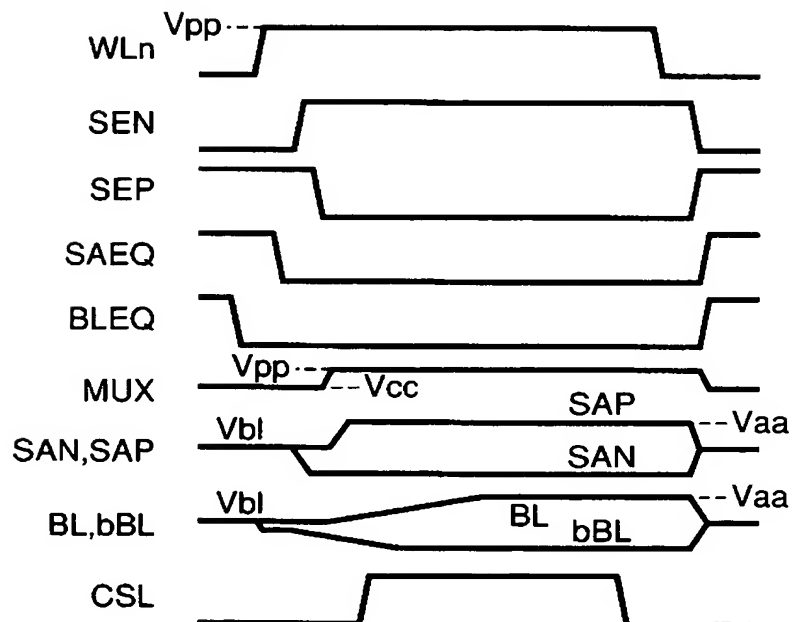 Vpp
WLn
SEN
SEP
SAEQ
BLEQ
Vpp
MUX
Vcc
SAP
Vaa
Vbl
SAN,SAP
SAN
Vbl
Vaa
BL,bBL
BL
bBL
CSL